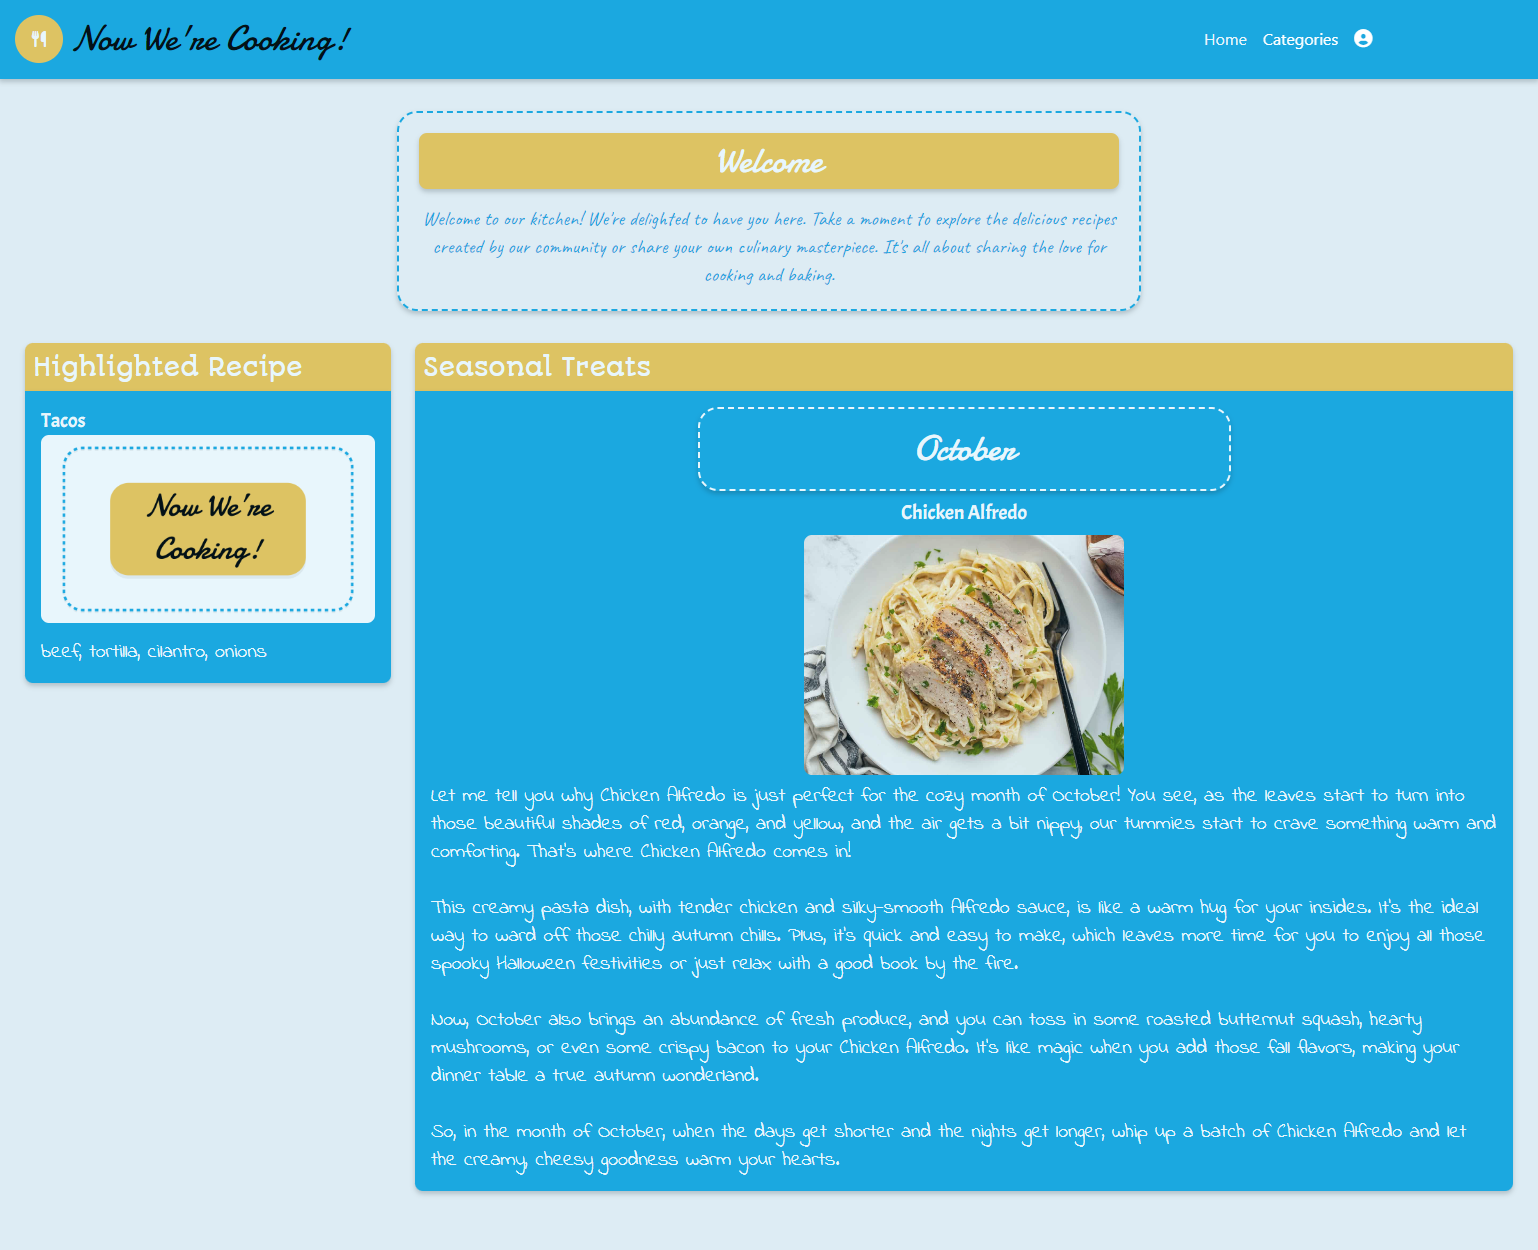 Now We're Cooking!
Home Categories
Welcome
Welcome to our kitchen! We're delighted to have you here. Take a moment to explore the delicious recipes
created by our community or share your own culinary masterpiece. It's all about sharing the love for
cooking and baking.
Highlighted Recipe
Tacos
Now We're
Cooking!
beef, tortilla, cilantro, onions
Seasonal Treats
October
Chicken Alfredo
Let me tell you why Chicken Alfredo is just perfect for the cozy month of October! You see, as the leaves start to turn into
those beautiful shades of red, orange, and yellow, and the air gets a bit nippy, our tummies start to crave something warm and
comforting. That's where Chicken Alfredo comes in!
This creamy pasta dish, with tender chicken and silky-smooth Alfredo sauce, is like a warm hug for your insides. It's the ideal
way to ward off those chilly autumn chills. Plus, it's quick and easy to make, which leaves more time for you to enjoy all those
spooky Halloween festivities or just relax with a good book by the fire.
Now, October also brings an abundance of fresh produce, and you can toss in some roasted butternut squash, hearty
mushrooms, or even some crispy bacon to your Chicken Alfredo. It's like magic when you add those fall flavors, making your
dinner table a true autumn wonderland.
So, in the month of October, when the days get shorter and the nights get longer, whip up a batch of Chicken Alfredo and let
the creamy, cheesy goodness warm your hearts.